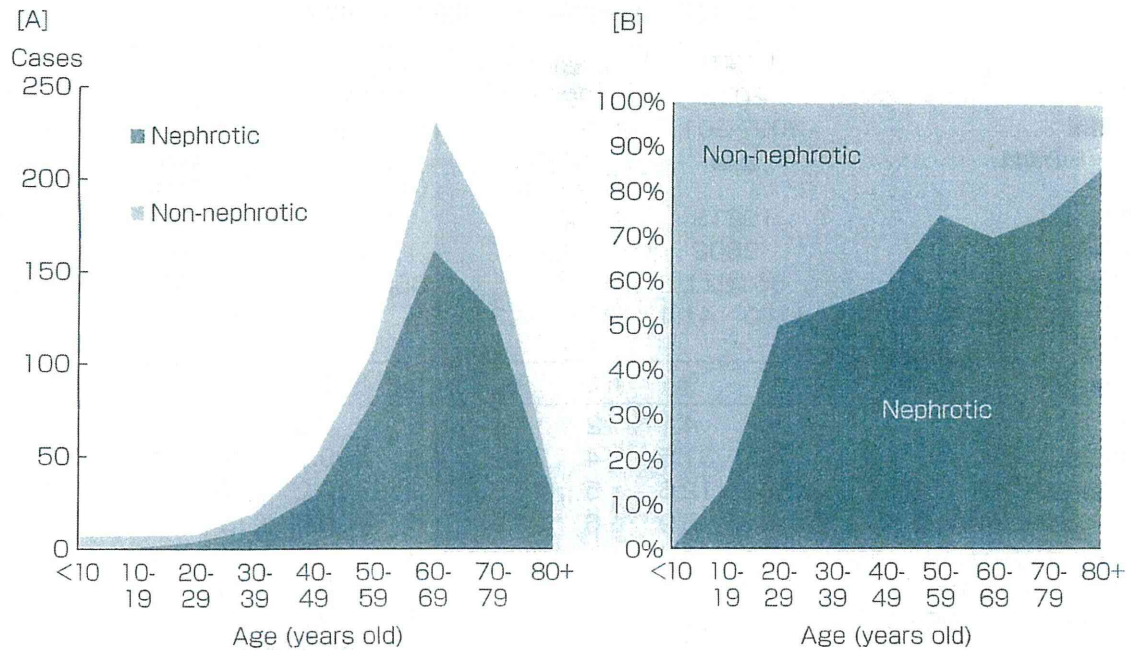 [A]
Cases
250
200
150
100
50
0
Nephrotic
Non-nephrotic
<10 10-19 20-29 30-39 40-49 50-59 60-69 70-79 80+
Age (years old)
[B]
100%
90%
80%
70%
60%
50%
40%
30%
20%
10%
0%
Non-nephrotic
Nephrotic
<10 10-19 20-29 30-39 40-49 50-59 60-69 70-79 80+
Age (years old)